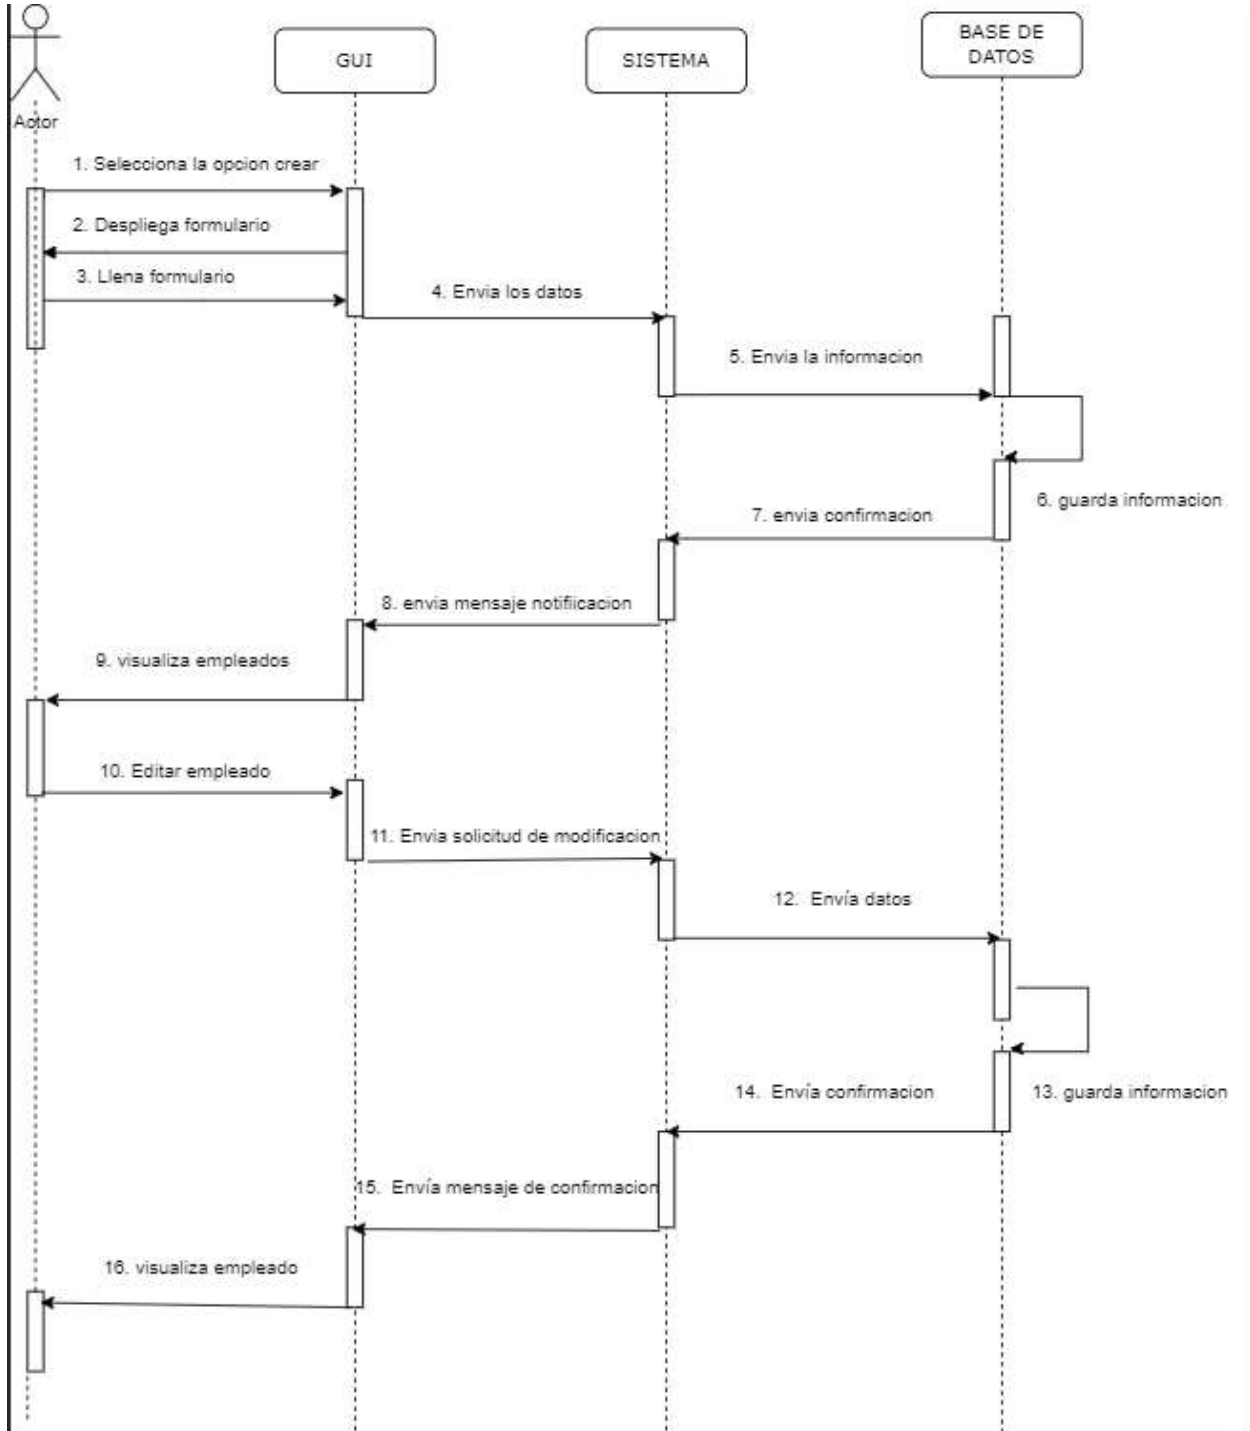 GUI
SISTEMA
BASE DE
DATOS
Actor
1. Selecciona la opcion crear
2. Despliega formulario
3. Llena formulario
4. Envia los datos
5. Envia la informacion
6. guarda informacion
7. envia confirmacion
8. envia mensaje notifiicacion
9. visualiza empleados
10. Editar empleado
11. Envia solicitud de modificacion
12. Envía datos
13. guarda informacion
14. Envía confirmacion
15. Envía mensaje de confirmacion
16. visualiza empleado